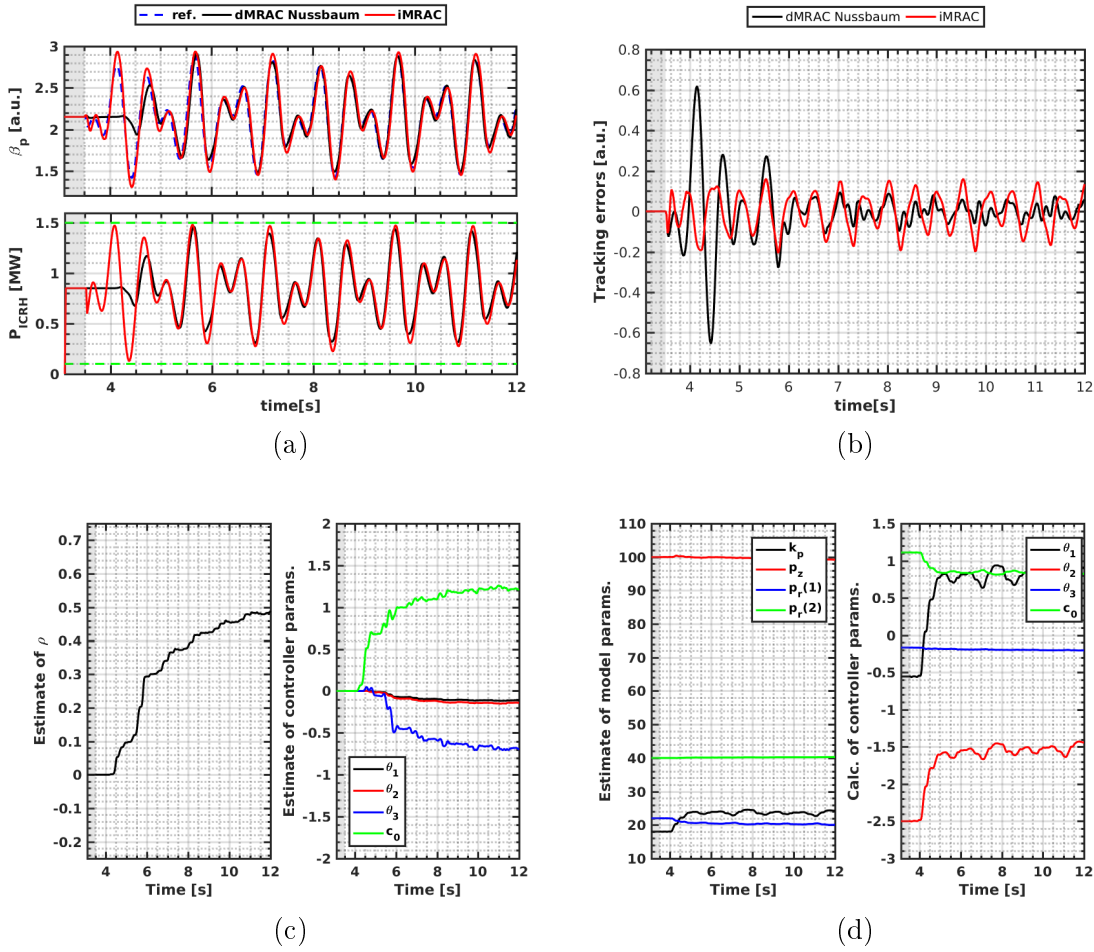 ref. dMRAC Nussbaum iMRAC
3
2.5
2
1.5
β_p [a.u.]
1.5
1
0.5
0
P_ICRH [MW]
4 6 8 10 12
time[s]
(a)
dMRAC Nussbaum iMRAC
0.8
0.6
0.4
0.2
0
-0.2
-0.4
-0.6
-0.8
Tracking errors [a.u.]
4 5 6 7 8 9 10 11 12
time[s]
(b)
0.7
0.6
0.5
0.4
0.3
0.2
0.1
0
-0.1
-0.2
Estimate of ρ
4 6 8 10 12
Time [s]
2
1.5
1
0.5
0
-0.5
-1
-1.5
-2
Estimate of controller params.
θ_1
θ_2
θ_3
c_0
4 6 8 10 12
Time [s]
(c)
110
100
90
80
70
60
50
40
30
20
10
Estimate of model params.
k_p
p_z
p_r(1)
p_r(2)
4 6 8 10 12
Time [s]
1.5
1
0.5
0
-0.5
-1
-1.5
-2
-2.5
-3
Calc. of controller params.
θ_1
θ_2
θ_3
c_0
4 6 8 10 12
Time [s]
(d)